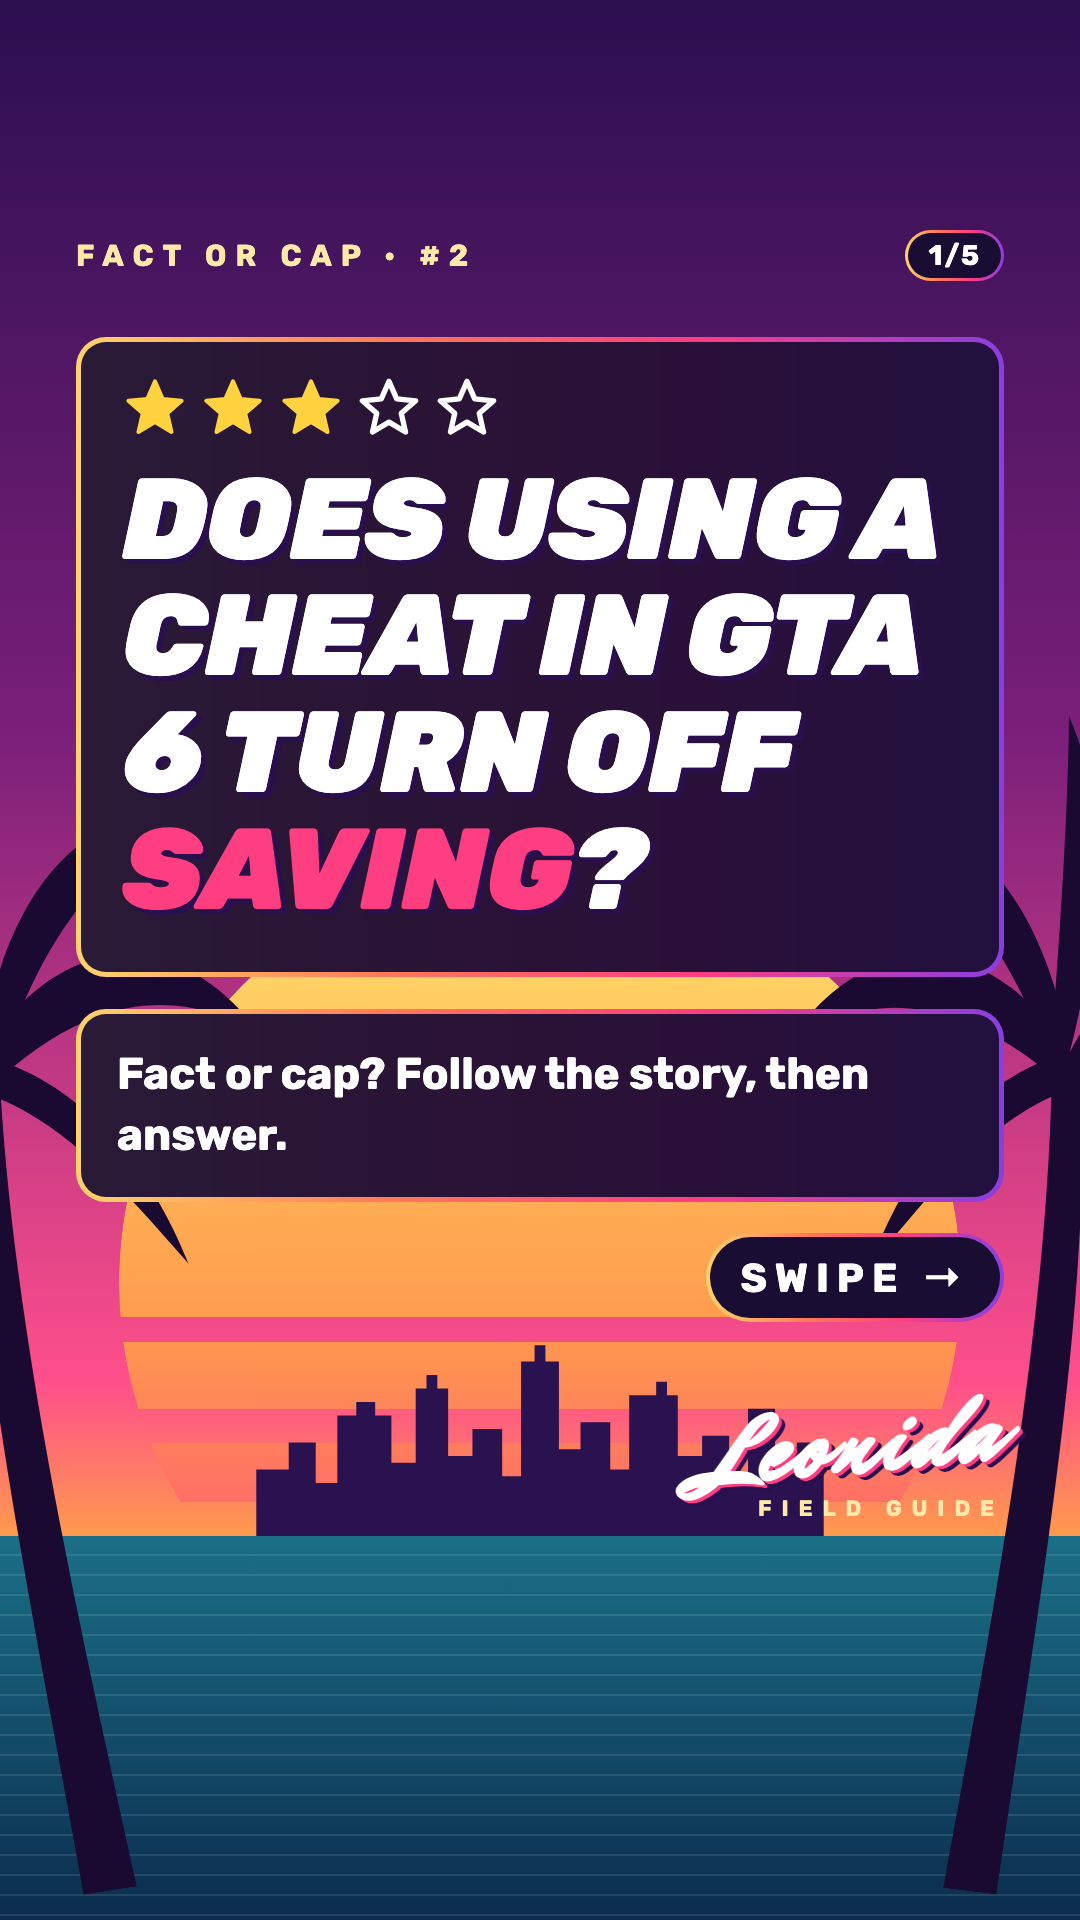 FACT OR CAP · #2
1/5
DOES USING A
CHEAT IN GTA
6 TURN OFF
SAVING?
Fact or cap? Follow the story, then
answer.
SWIPE →
Leonida
FIELD GUIDE